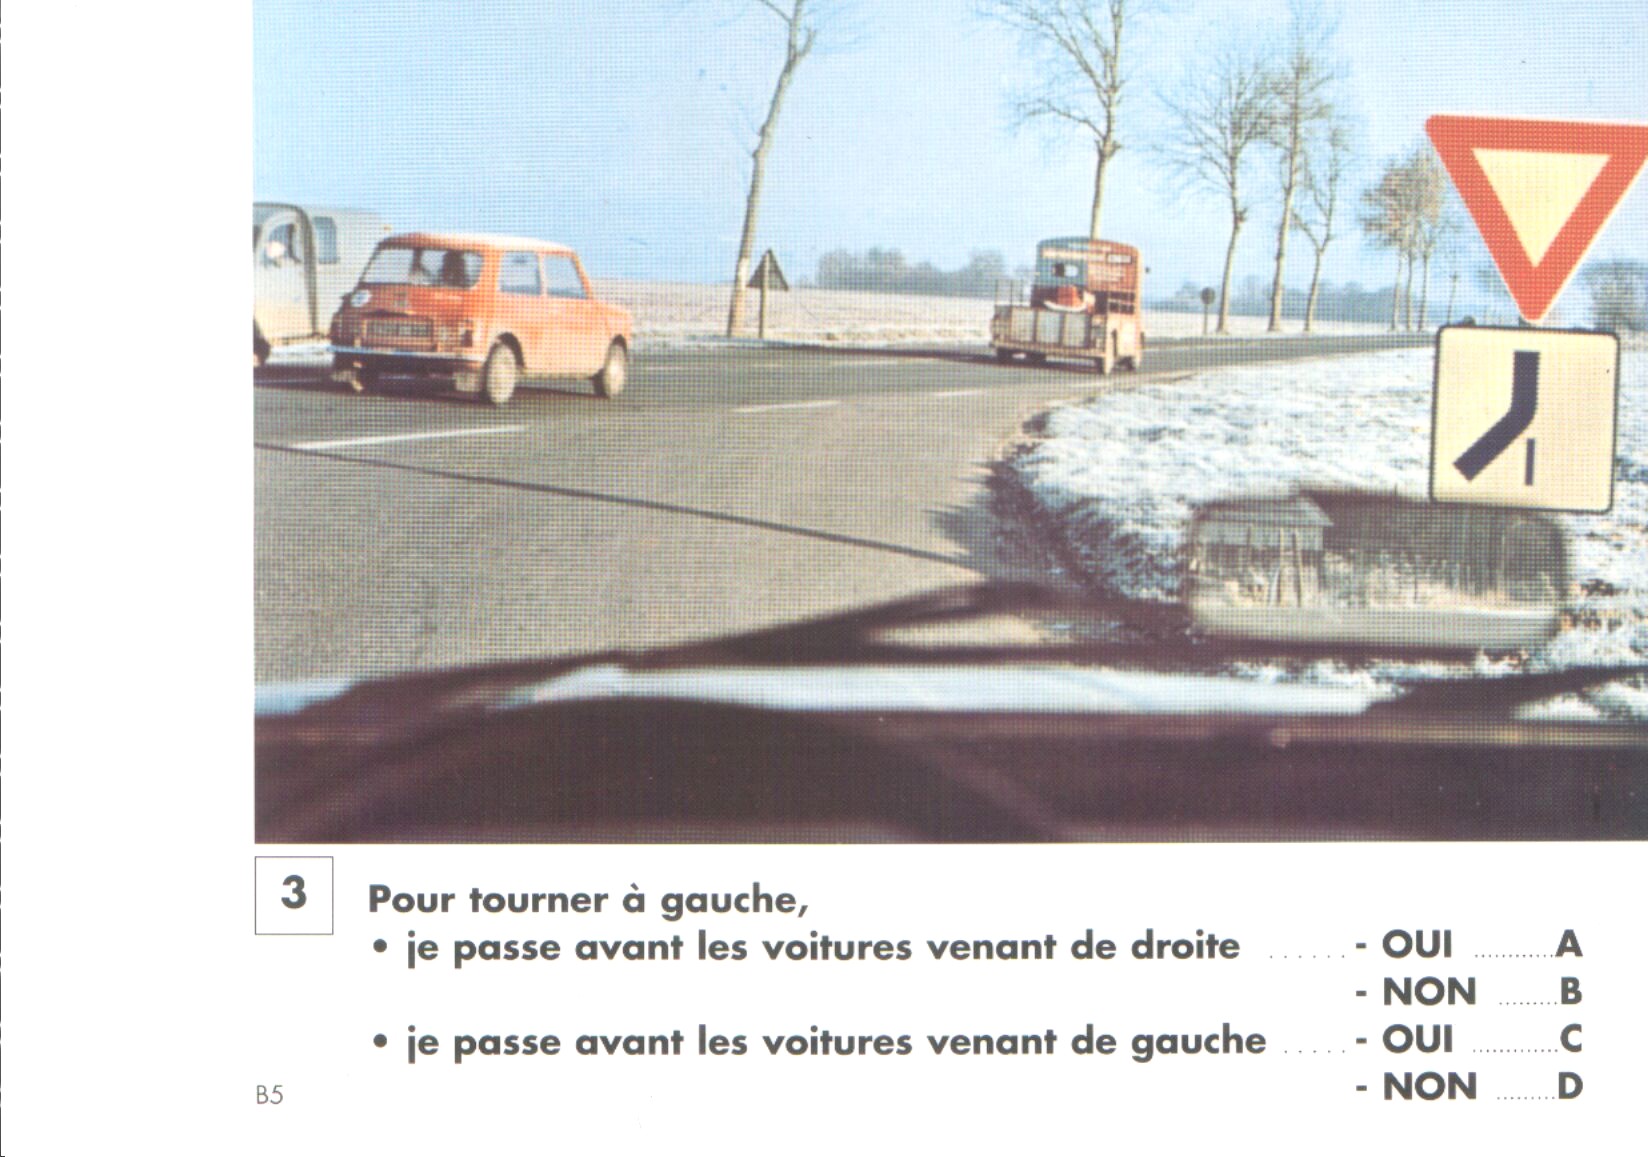 3 Pour tourner à gauche,
• je passe avant les voitures venant de droite ...... - OUI ............A
- NON .........B
• je passe avant les voitures venant de gauche ..... - OUI ............C
- NON .........D
B5